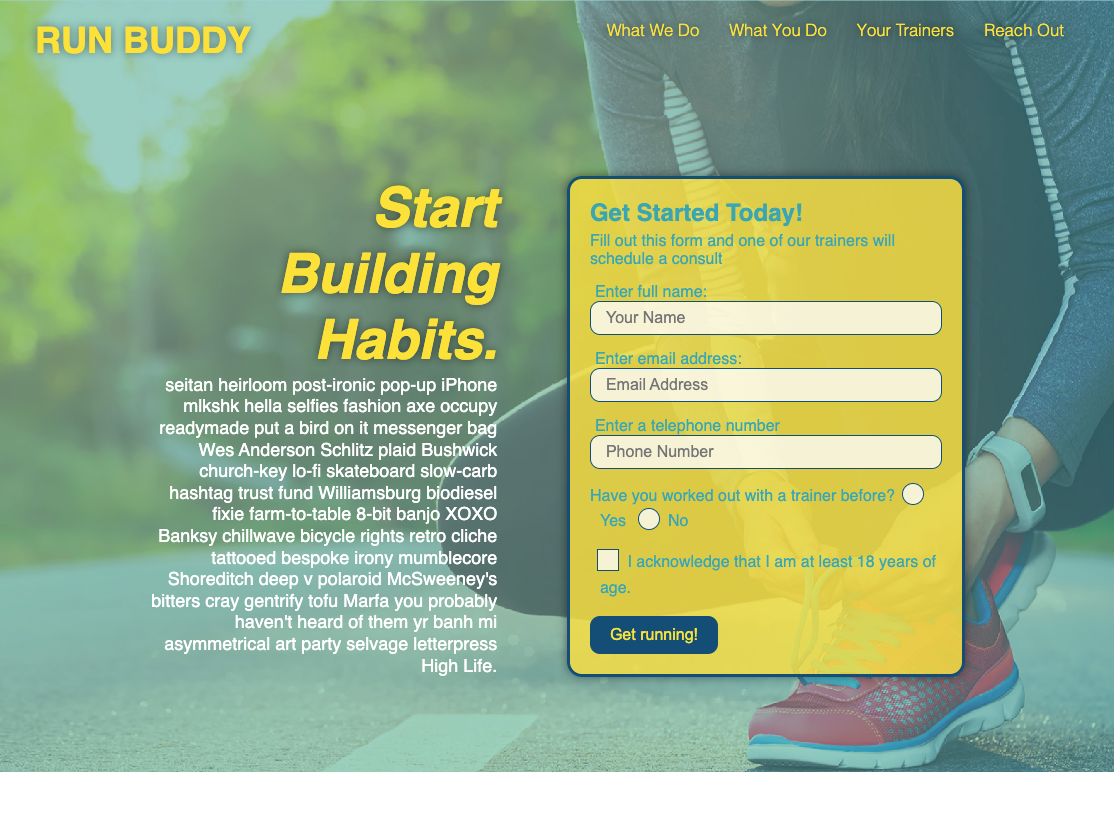 RUN BUDDY
What We Do
What You Do
Your Trainers
Reach Out
Start
Building
Habits.
seitan heirloom post-ironic pop-up iPhone
mlkshk hella selfies fashion axe occupy
readymade put a bird on it messenger bag
Wes Anderson Schlitz plaid Bushwick
church-key lo-fi skateboard slow-carb
hashtag trust fund Williamsburg biodiesel
fixie farm-to-table 8-bit banjo XOXO
Banksy chillwave bicycle rights retro cliche
tattooed bespoke irony mumblecore
Shoreditch deep v polaroid McSweeney's
bitters cray gentrify tofu Marfa you probably
haven't heard of them yr banh mi
asymmetrical art party selvage letterpress
High Life.
Get Started Today!
Fill out this form and one of our trainers will
schedule a consult
Enter full name:
Your Name
Enter email address:
Email Address
Enter a telephone number
Phone Number
Have you worked out with a trainer before?
Yes No
I acknowledge that I am at least 18 years of
age.
Get running!